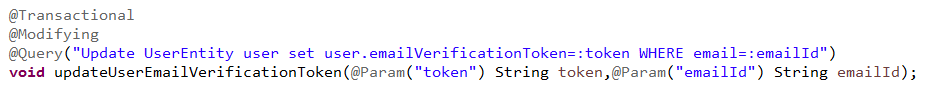 @Transactional
@Modifying
@Query("Update UserEntity user set user.emailVerificationToken=:token WHERE email=:emailId")
void updateUserEmailVerificationToken(@Param("token") String token,@Param("emailId") String emailId);